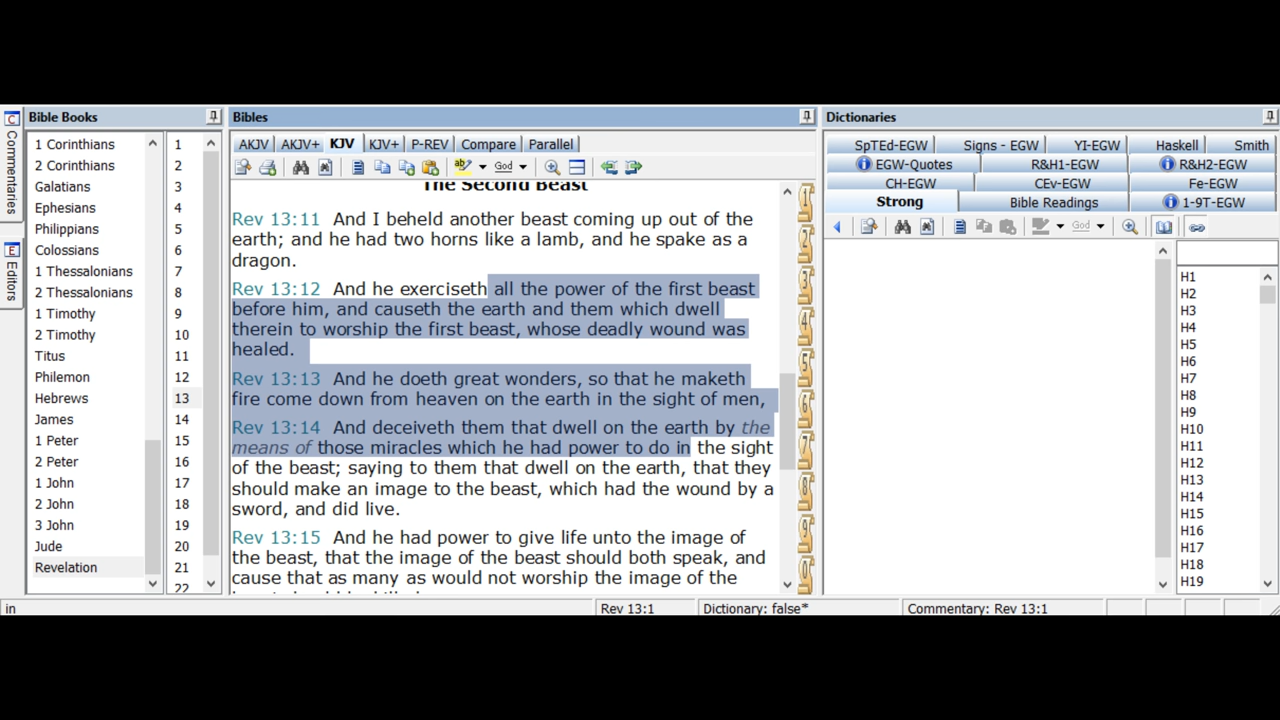 Bible Books
Bibles
Dictionaries
Commentaries
Editors
1 Corinthians
2 Corinthians
Galatians
Ephesians
Philippians
Colossians
1 Thessalonians
2 Thessalonians
1 Timothy
2 Timothy
Titus
Philemon
Hebrews
James
1 Peter
2 Peter
1 John
2 John
3 John
Jude
Revelation
1
2
3
4
5
6
7
8
9
10
11
12
13
14
15
16
17
18
19
20
21
22
AKJV AKJV+ KJV KJV+ P-REV Compare Parallel
God
The Second Beast
Rev 13:11 And I beheld another beast coming up out of the
earth; and he had two horns like a lamb, and he spake as a
dragon.
Rev 13:12 And he exerciseth all the power of the first beast
before him, and causeth the earth and them which dwell
therein to worship the first beast, whose deadly wound was
healed.
Rev 13:13 And he doeth great wonders, so that he maketh
fire come down from heaven on the earth in the sight of men,
Rev 13:14 And deceiveth them that dwell on the earth by the
means of those miracles which he had power to do in the sight
of the beast; saying to them that dwell on the earth, that they
should make an image to the beast, which had the wound by a
sword, and did live.
Rev 13:15 And he had power to give life unto the image of
the beast, that the image of the beast should both speak, and
cause that as many as would not worship the image of the
1
2
3
4
5
6
7
8
9
0
SpTEd-EGW Signs - EGW YI-EGW Haskell Smith
EGW-Quotes R&H1-EGW R&H2-EGW
CH-EGW CEv-EGW Fe-EGW
Strong Bible Readings 1-9T-EGW
God
H1
H2
H3
H4
H5
H6
H7
H8
H9
H10
H11
H12
H13
H14
H15
H16
H17
H18
H19
in
Rev 13:1
Dictionary: false*
Commentary: Rev 13:1